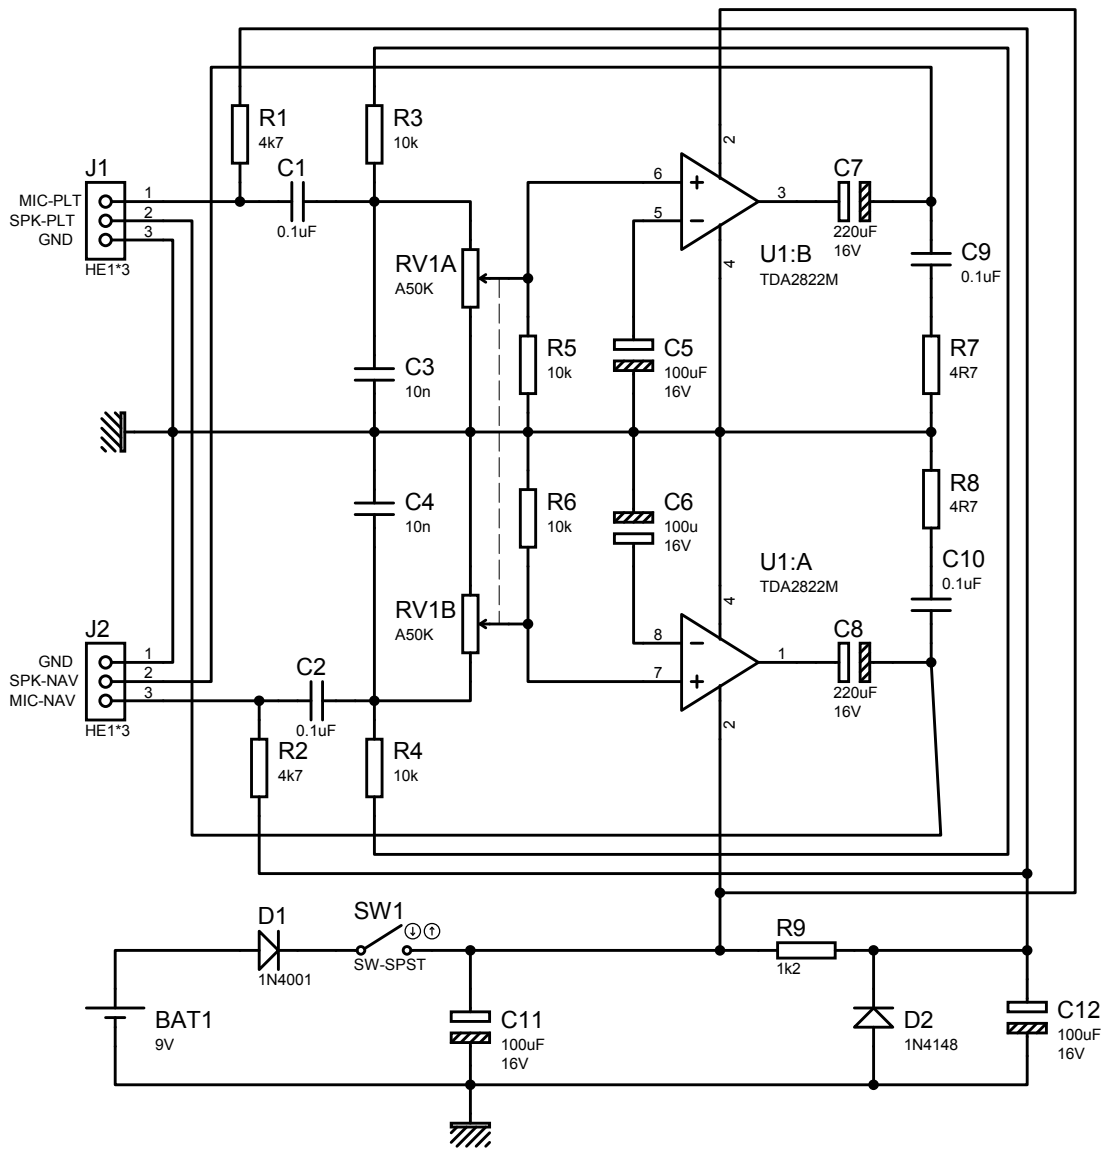 R1
4k7
R3
10k
J1
MIC-PLT 1
SPK-PLT 2
GND 3
HE1*3
C1
0.1uF
RV1A
A50K
2
6
5
3
4
U1:B
TDA2822M
C7
220uF
16V
C9
0.1uF
C3
10n
R5
10k
C5
100uF
16V
R7
4R7
C4
10n
R6
10k
C6
100u
16V
R8
4R7
U1:A
TDA2822M
C10
0.1uF
RV1B
A50K
4
8
7
1
2
C8
220uF
16V
J2
GND 1
SPK-NAV 2
MIC-NAV 3
HE1*3
C2
0.1uF
R2
4k7
R4
10k
D1
1N4001
SW1
SW-SPST
R9
1k2
BAT1
9V
C11
100uF
16V
D2
1N4148
C12
100uF
16V